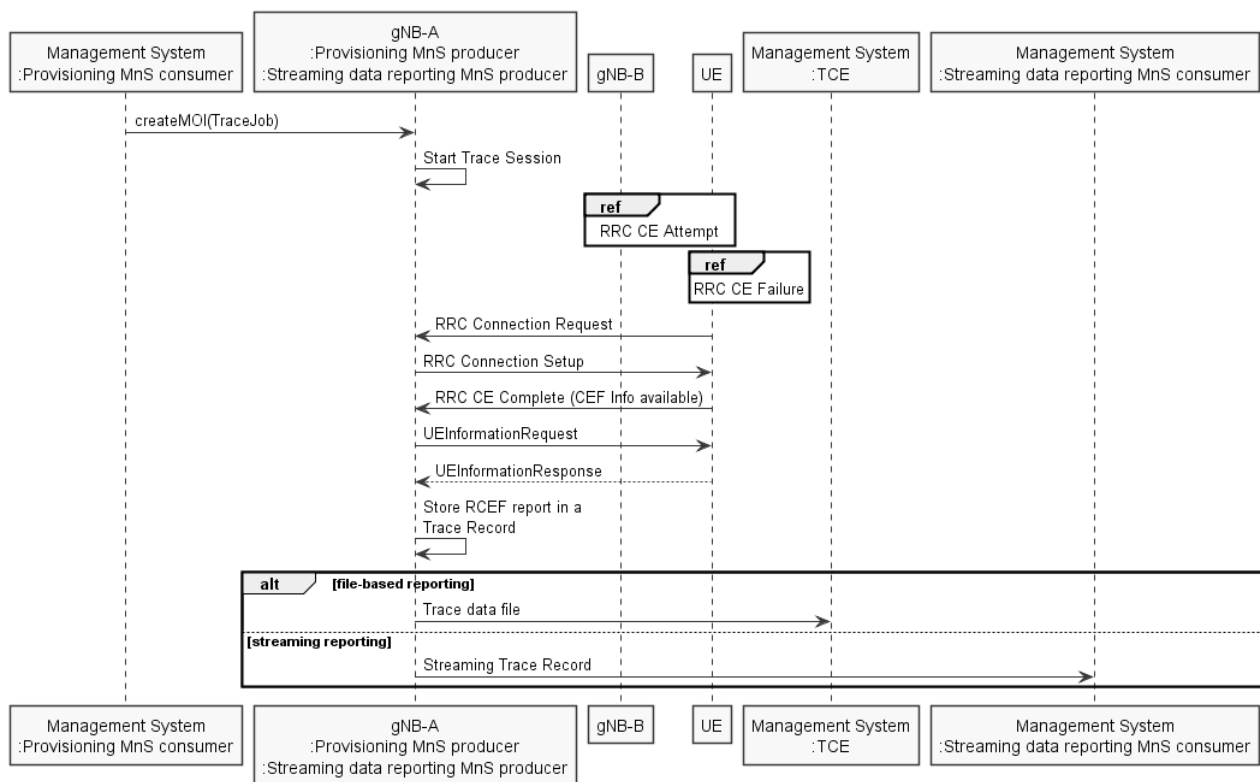 gNB-A
Management System
:Provisioning MnS consumer
:Provisioning MnS producer
:Streaming data reporting MnS producer
gNB-B
UE
Management System
:TCE
Management System
:Streaming data reporting MnS consumer
createMOI(TraceJob)
Start Trace Session
ref
RRC CE Attempt
ref
RRC CE Failure
RRC Connection Request
RRC Connection Setup
RRC CE Complete (CEF Info available)
UEInformationRequest
UEInformationResponse
Store RCEF report in a
Trace Record
alt
[file-based reporting]
Trace data file
[streaming reporting]
Streaming Trace Record
Management System
:Provisioning MnS consumer
gNB-A
:Provisioning MnS producer
:Streaming data reporting MnS producer
gNB-B
UE
Management System
:TCE
Management System
:Streaming data reporting MnS consumer